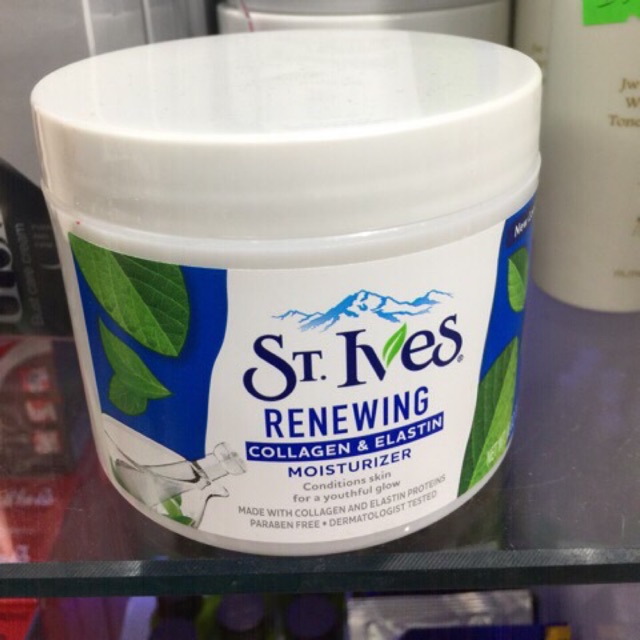 ST. IVES®
RENEWING
COLLAGEN & ELASTIN
MOISTURIZER
Conditions skin
for a youthful glow
MADE WITH COLLAGEN AND ELASTIN PROTEINS
PARABEN FREE • DERMATOLOGIST TESTED
New